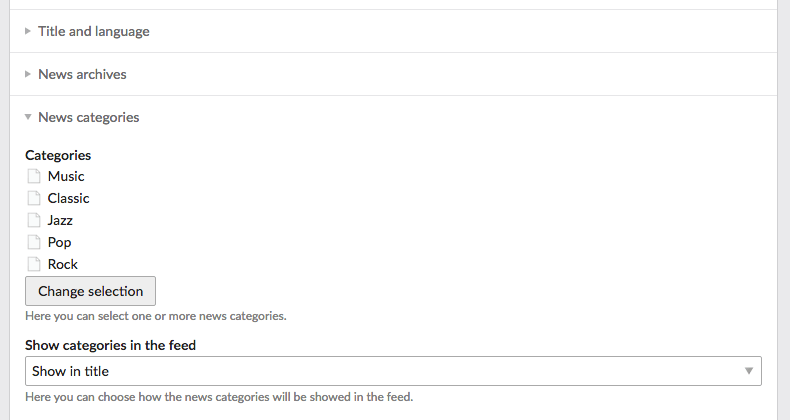 Title and language
News archives
News categories
Categories
Music
Classic
Jazz
Pop
Rock
Change selection
Here you can select one or more news categories.
Show categories in the feed
Show in title
Here you can choose how the news categories will be showed in the feed.